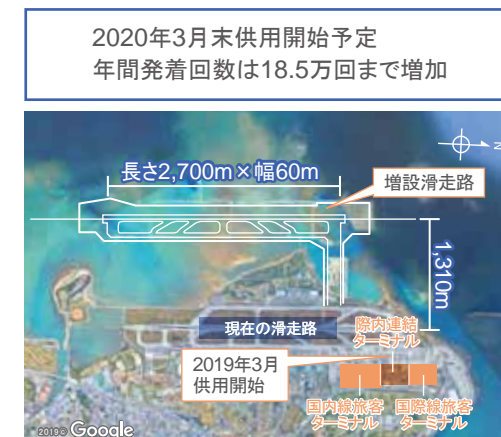 2020年3月末供用開始予定
年間発着回数は18.5万回まで増加
N
長さ2,700m×幅60m
増設滑走路
1,310m
現在の滑走路
際内連結
ターミナル
2019年3月
供用開始
国内線旅客
ターミナル
国際線旅客
ターミナル
2019© Google